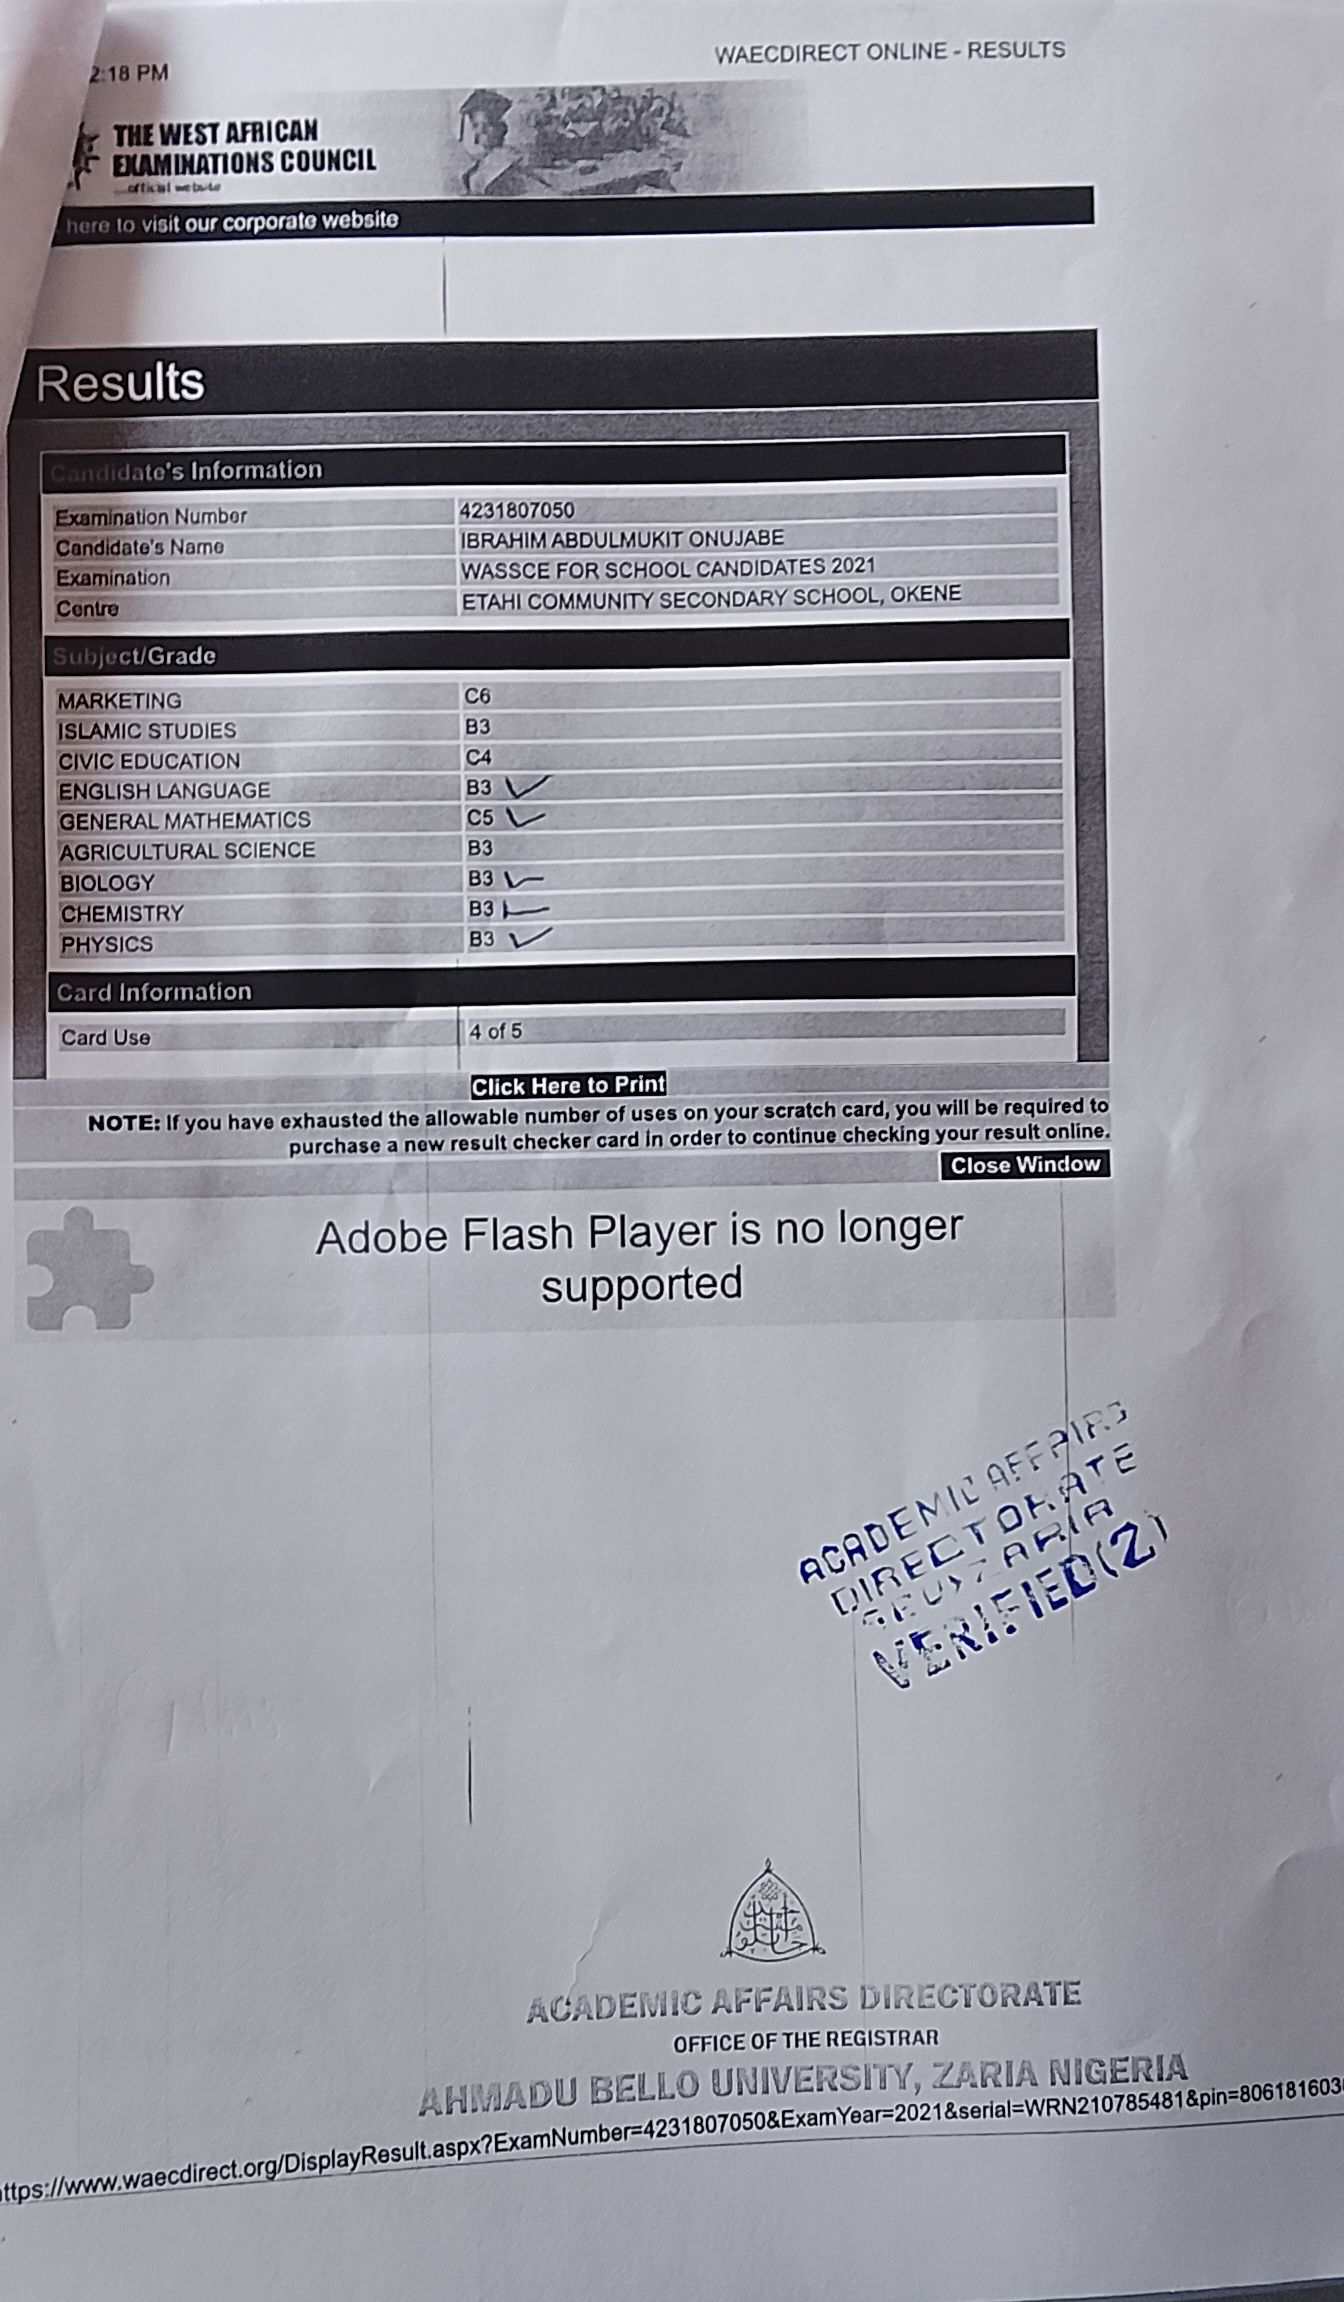 2:18 PM
WAECDIRECT ONLINE - RESULTS
THE WEST AFRICAN
EXAMINATIONS COUNCIL
...official website
here to visit our corporate website
Results
Candidate's Information
Examination Number 4231807050
Candidate's Name IBRAHIM ABDULMUKIT ONUJABE
Examination WASSCE FOR SCHOOL CANDIDATES 2021
Centre ETAHI COMMUNITY SECONDARY SCHOOL, OKENE
Subject/Grade
MARKETING C6
ISLAMIC STUDIES B3
CIVIC EDUCATION C4
ENGLISH LANGUAGE B3
GENERAL MATHEMATICS C5
AGRICULTURAL SCIENCE B3
BIOLOGY B3
CHEMISTRY B3
PHYSICS B3
Card Information
Card Use 4 of 5
Click Here to Print
NOTE: If you have exhausted the allowable number of uses on your scratch card, you will be required to
purchase a new result checker card in order to continue checking your result online.
Close Window
Adobe Flash Player is no longer
supported
ACADEMIC AFFAIRS
DIRECTORATE
ZARIA
VERIFIED(2)
ACADEMIC AFFAIRS DIRECTORATE
OFFICE OF THE REGISTRAR
AHMADU BELLO UNIVERSITY, ZARIA NIGERIA
ttps://www.waecdirect.org/DisplayResult.aspx?ExamNumber=4231807050&ExamYear=2021&serial=WRN210785481&pin=806181603